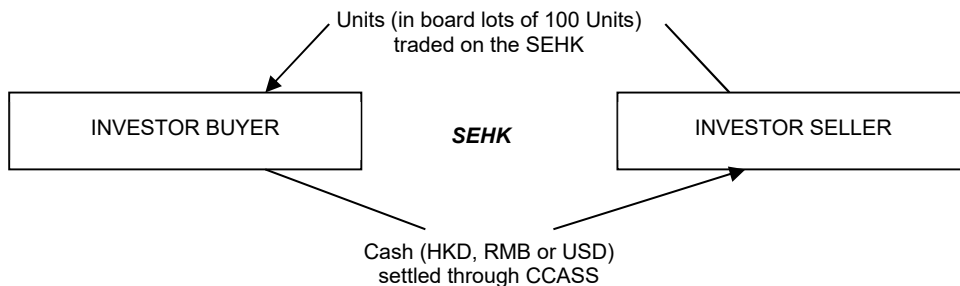 Units (in board lots of 100 Units)
traded on the SEHK
INVESTOR BUYER
SEHK
INVESTOR SELLER
Cash (HKD, RMB or USD)
settled through CCASS